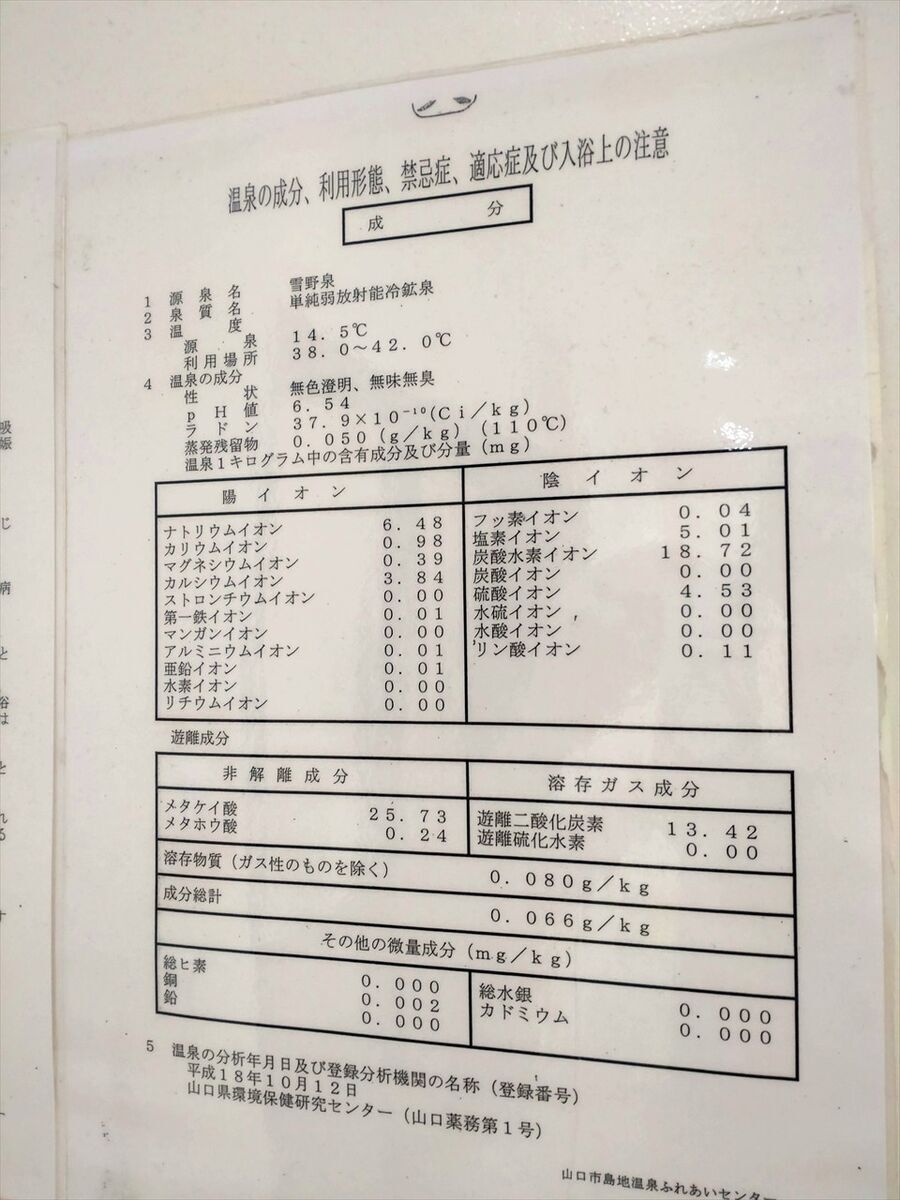 温泉の成分、利用形態、禁忌症、適応症及び入浴上の注意
成 分
1 源泉名 雪野泉
2 泉質名 単純弱放射能冷鉱泉
3 温度
源泉 14.5℃
利用場所 38.0～42.0℃
4 温泉の成分
性状 無色澄明、無味無臭
pH値 6.54
ラドン 37.9×10⁻¹⁰(Ci/kg)
蒸発残留物 0.050(g/kg)(110℃)
温泉1キログラム中の含有成分及び分量(mg)
陽イオン
ナトリウムイオン 6.48
カリウムイオン 0.98
マグネシウムイオン 0.39
カルシウムイオン 3.84
ストロンチウムイオン 0.00
第一鉄イオン 0.01
マンガンイオン 0.00
アルミニウムイオン 0.01
亜鉛イオン 0.01
水素イオン 0.00
リチウムイオン 0.00
陰イオン
フッ素イオン 0.04
塩素イオン 5.01
炭酸水素イオン 18.72
炭酸イオン 0.00
硫酸イオン 4.53
水硫イオン 0.00
水酸イオン 0.00
リン酸イオン 0.11
遊離成分
非解離成分
メタケイ酸 25.73
メタホウ酸 0.24
溶存ガス成分
遊離二酸化炭素 13.42
遊離硫化水素 0.00
溶存物質(ガス性のものを除く) 0.080g/kg
成分総計 0.066g/kg
その他の微量成分(mg/kg)
総ヒ素 0.000
銅 0.002
鉛 0.000
総水銀 0.000
カドミウム 0.000
5 温泉の分析年月日及び登録分析機関の名称(登録番号)
平成18年10月12日
山口県環境保健研究センター(山口薬務第1号)
山口市島地温泉ふれあいセンター